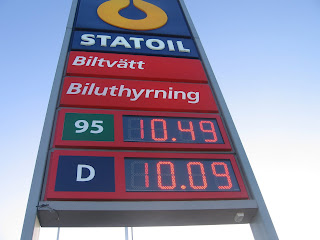 STATOIL
Biltvätt
Biluthyrning
95 10.49
D 10.09